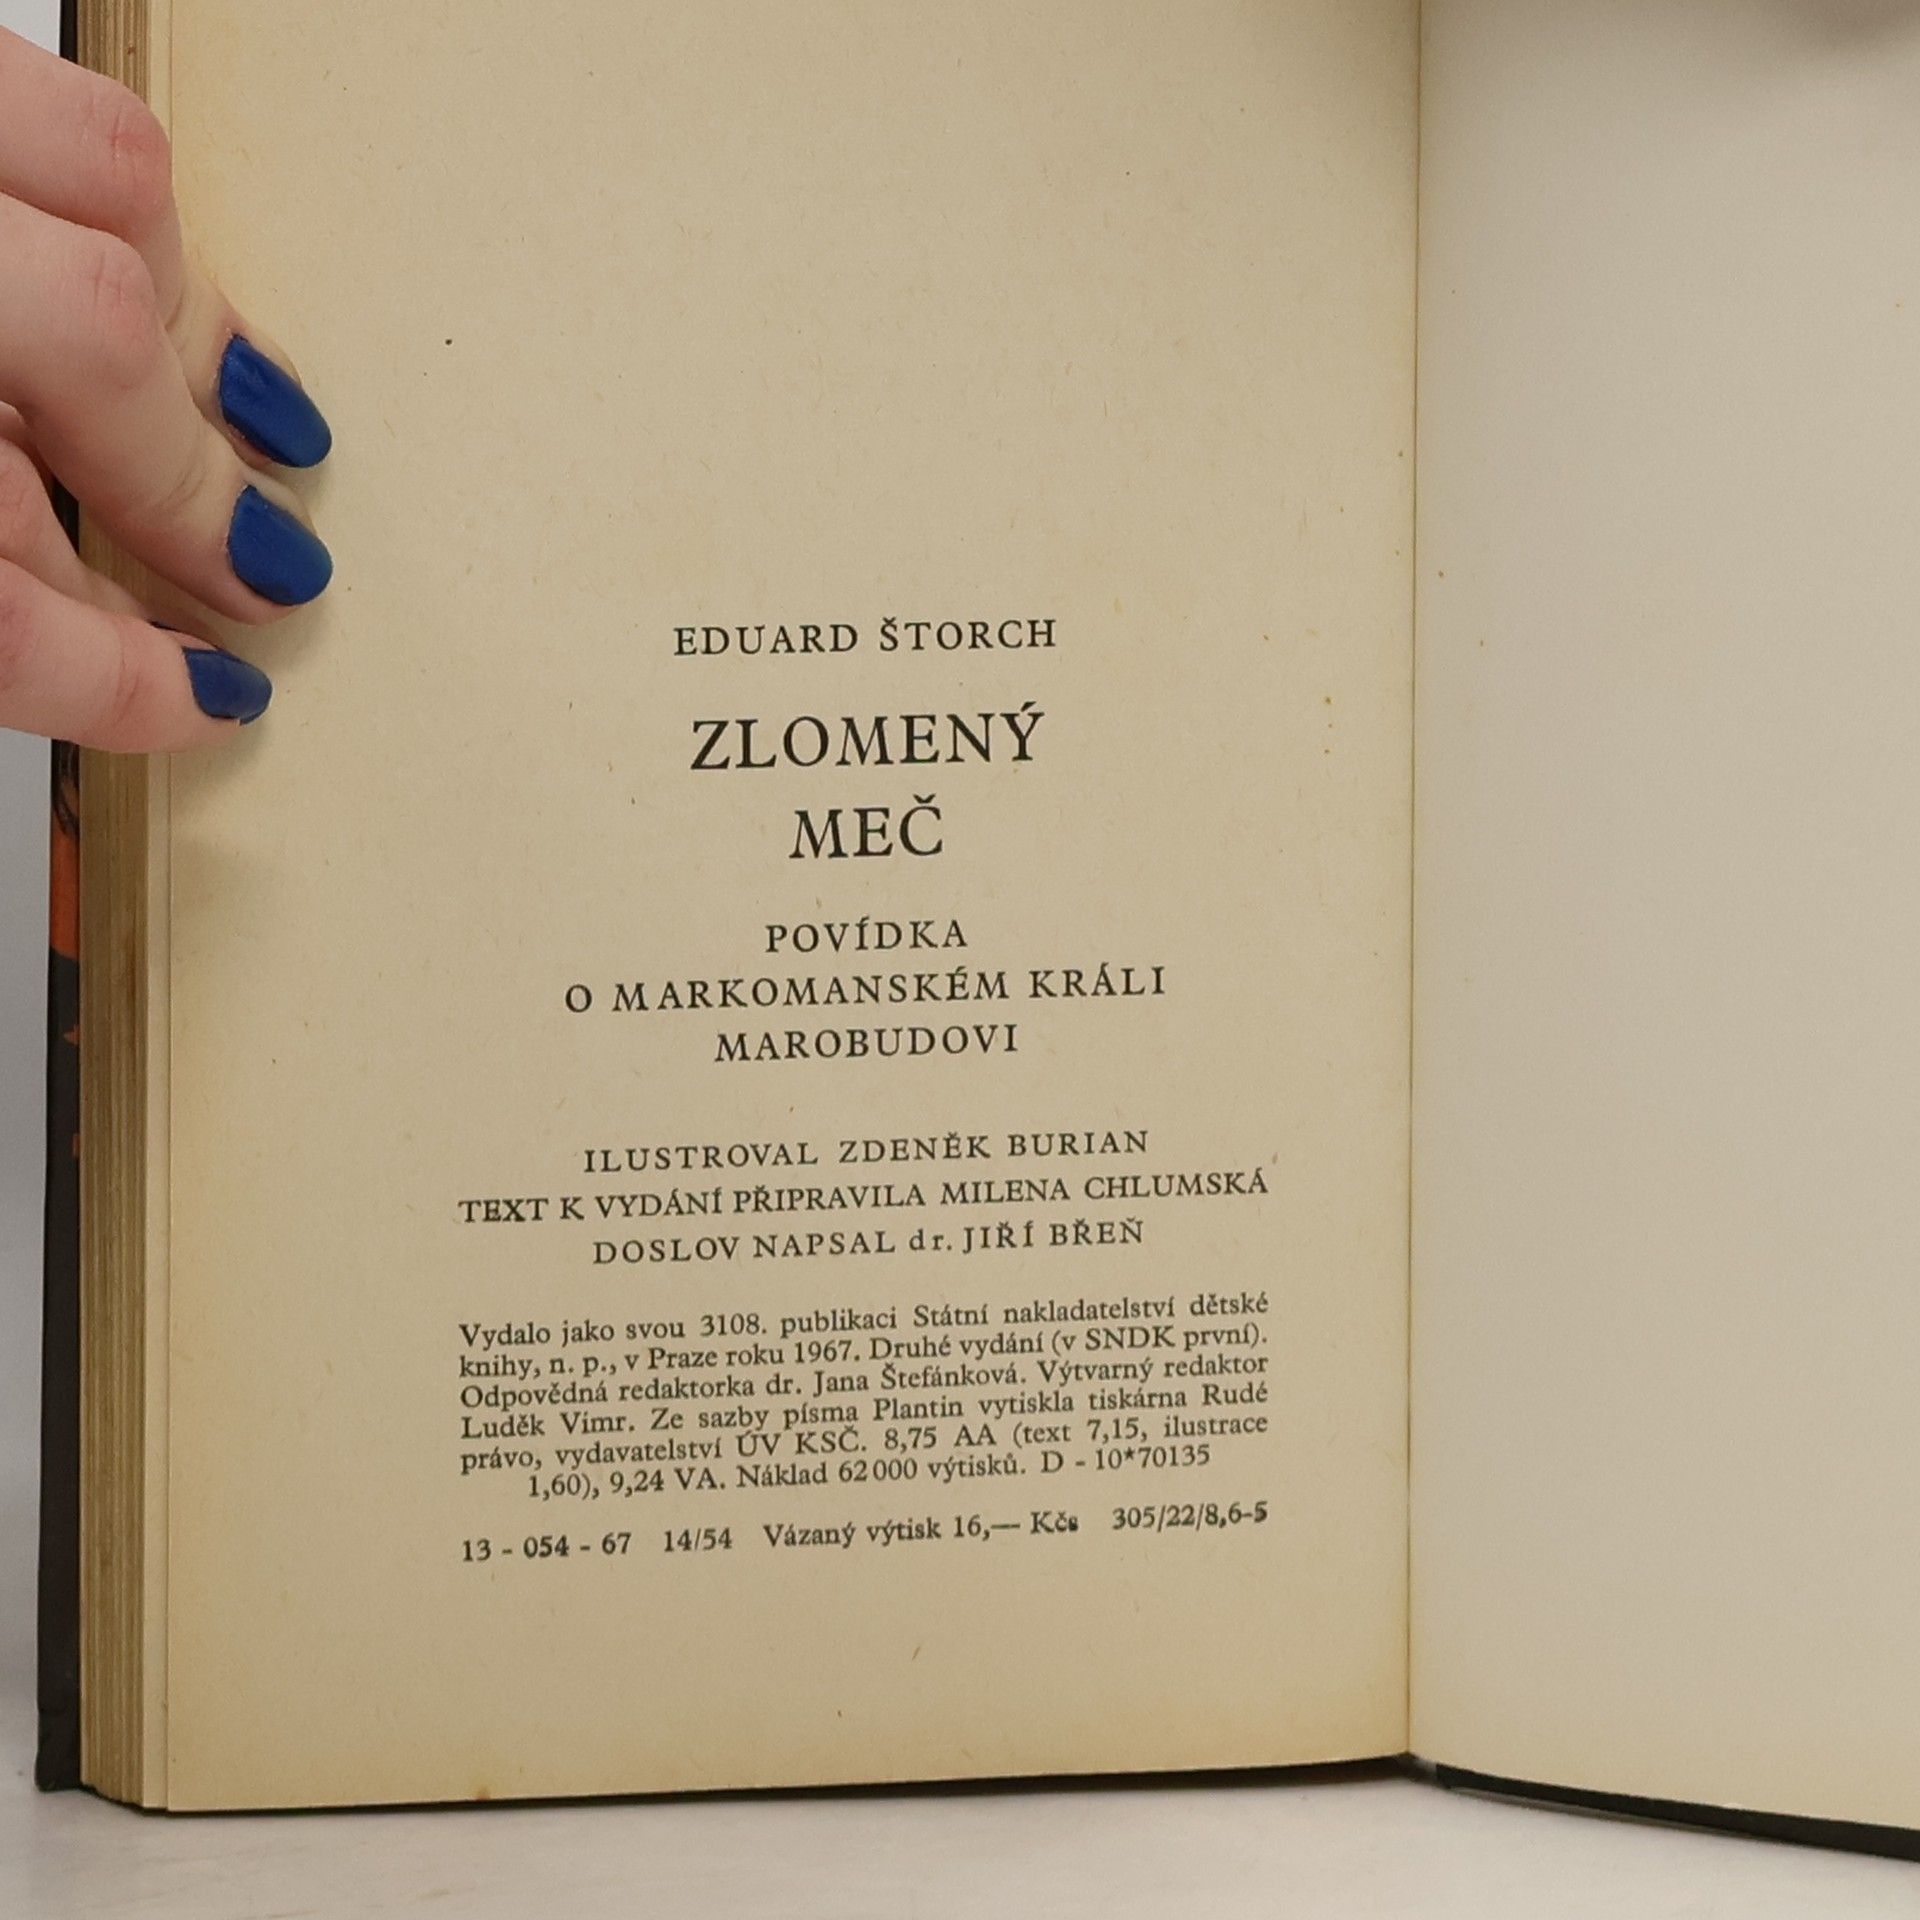 EDUARD ŠTORCH
ZLOMENÝ
MEČ
POVÍDKA
O MARKOMANSKÉM KRÁLI
MAROBUDOVI
ILUSTROVAL ZDENĚK BURIAN
TEXT K VYDÁNÍ PŘIPRAVILA MILENA CHLUMSKÁ
DOSLOV NAPSAL dr. JIŘÍ BŘEŇ
Vydalo jako svou 3108. publikaci Státní nakladatelství dětské
knihy, n. p., v Praze roku 1967. Druhé vydání (v SNDK první).
Odpovědná redaktorka dr. Jana Štefánková. Výtvarný redaktor
Luděk Vimr. Ze sazby písma Plantin vytiskla tiskárna Rudé
právo, vydavatelství ÚV KSČ. 8,75 AA (text 7,15, ilustrace
1,60), 9,24 VA. Náklad 62 000 výtisků. D - 10*70135
13 - 054 - 67 14/54 Vázaný výtisk 16,— Kčs 305/22/8,6-5